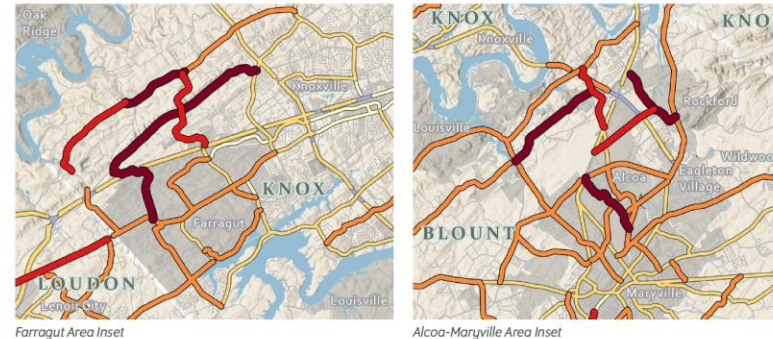 Oak
Ridge
Knoxville
KNOX
Farragut
LOUDON
Lenoir City
Louisville
Farragut Area Inset
KNOX
KNO
Knoxville
Rockford
Louisville
Wildwoo
Alcoa
Eagleton
Village
BLOUNT
Maryville
Alcoa-Maryville Area Inset